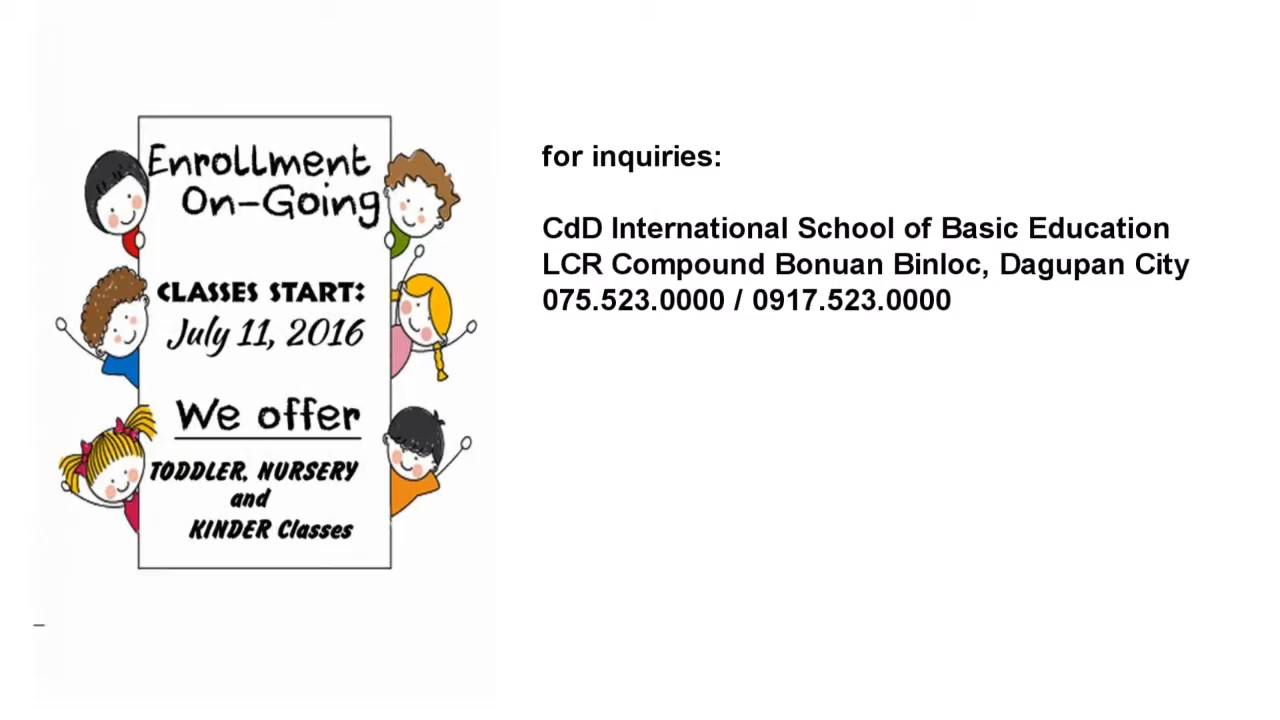 Enrollment
On-Going
CLASSES START:
July 11, 2016
We offer
TODDLER, NURSERY
and
KINDER Classes
for inquiries:
CdD International School of Basic Education
LCR Compound Bonuan Binloc, Dagupan City
075.523.0000 / 0917.523.0000